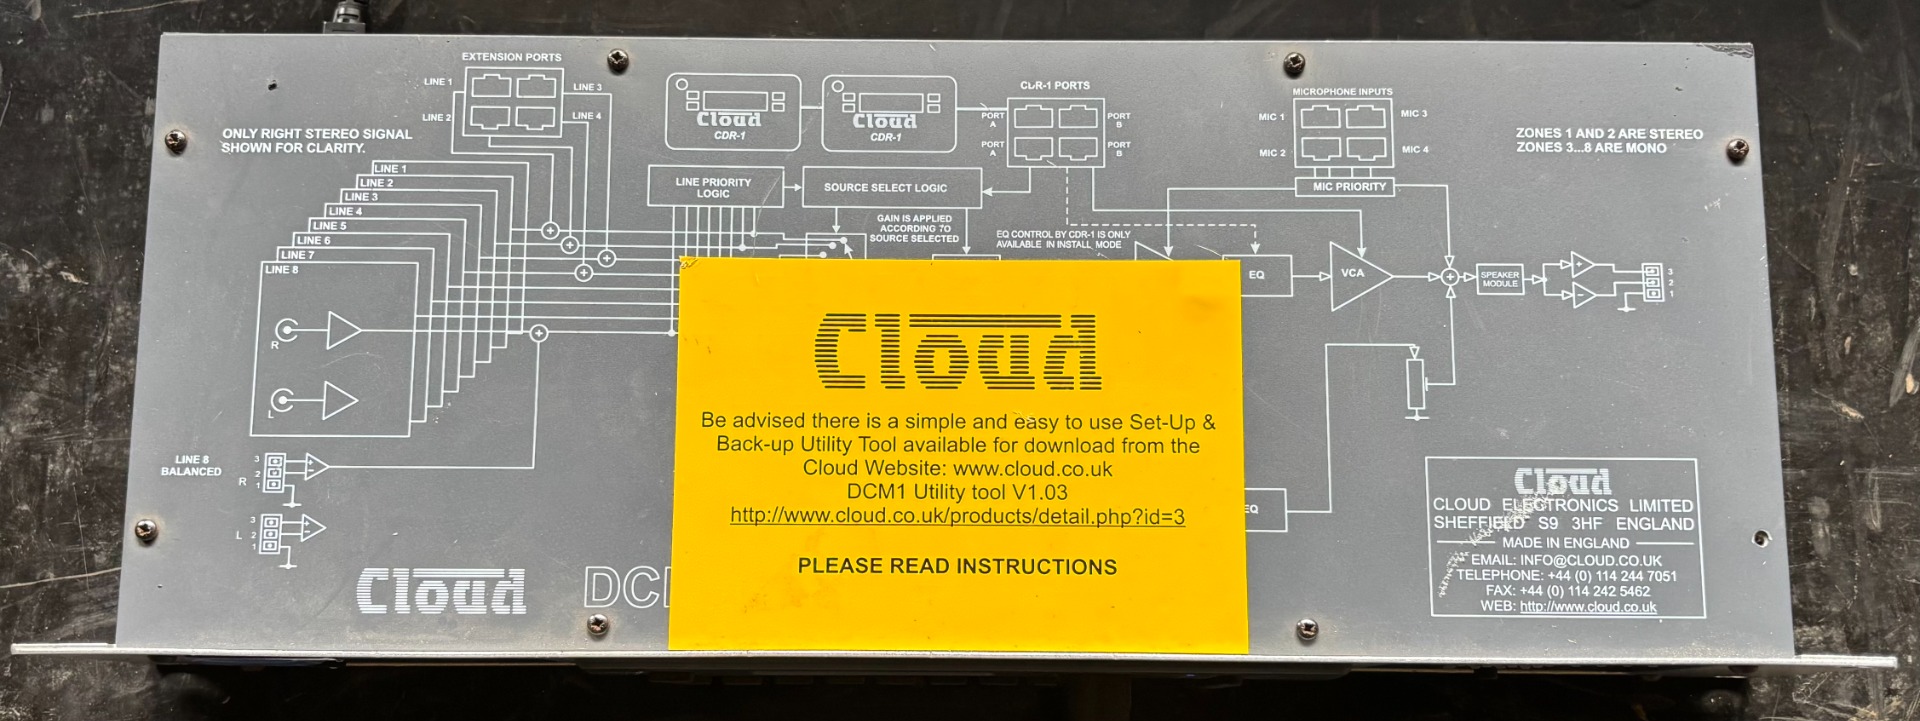 EXTENSION PORTS
LINE 1
LINE 3
LINE 2
LINE 4
ONLY RIGHT STEREO SIGNAL
SHOWN FOR CLARITY.
LINE 1
LINE 2
LINE 3
LINE 4
LINE 5
LINE 6
LINE 7
LINE 8
R
L
LINE 8
BALANCED
3
2
1
R
3
2
1
L
Cloud
CDR-1
Cloud
CDR-1
CDR-1 PORTS
PORT
A
PORT
B
PORT
A
PORT
B
LINE PRIORITY
LOGIC
SOURCE SELECT LOGIC
GAIN IS APPLIED
ACCORDING TO
SOURCE SELECTED
EQ CONTROL BY CDR-1 IS ONLY
AVAILABLE IN INSTALL MODE
MICROPHONE INPUTS
MIC 1
MIC 3
MIC 2
MIC 4
MIC PRIORITY
ZONES 1 AND 2 ARE STEREO
ZONES 3...8 ARE MONO
EQ
VCA
SPEAKER
MODULE
3
2
1
EQ
Cloud
Be advised there is a simple and easy to use Set-Up &
Back-up Utility Tool available for download from the
Cloud Website: www.cloud.co.uk
DCM1 Utility tool V1.03
http://www.cloud.co.uk/products/detail.php?id=3
PLEASE READ INSTRUCTIONS
Cloud
Cloud
CLOUD ELECTRONICS LIMITED
SHEFFIELD S9 3HF ENGLAND
MADE IN ENGLAND
EMAIL: INFO@CLOUD.CO.UK
TELEPHONE: +44 (0) 114 244 7051
FAX: +44 (0) 114 242 5462
WEB: http://www.cloud.co.uk